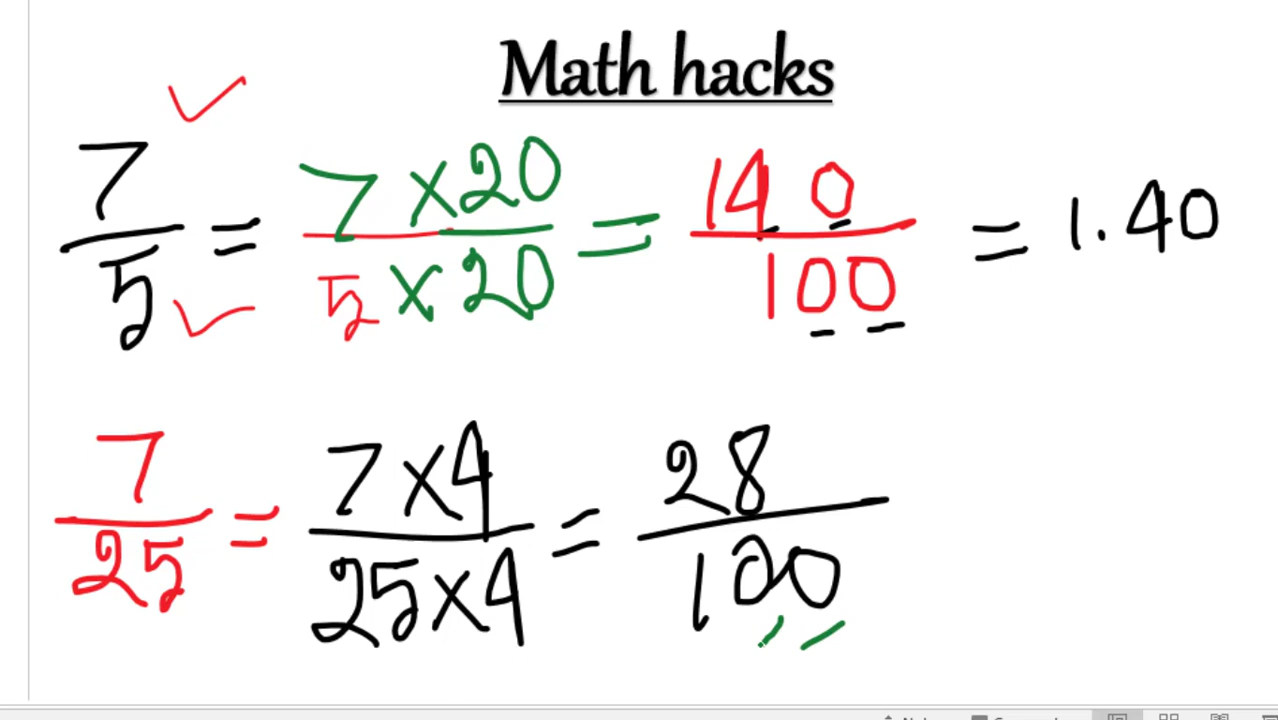 Math hacks
7/5 = 7 x 20/5 x 20 = 140/100 = 1.40
7/25 = 7 x 4/25 x 4 = 28/100